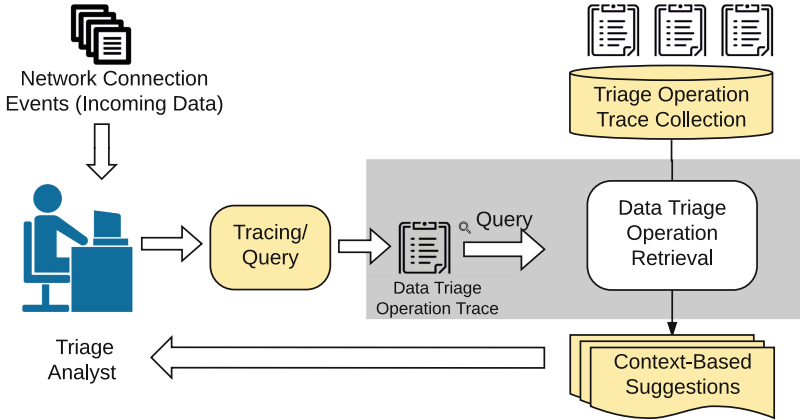 Network Connection
Events (Incoming Data)
Triage Operation
Trace Collection
Tracing/
Query
Query
Data Triage
Operation Trace
Data Triage
Operation
Retrieval
Triage
Analyst
Context-Based
Suggestions